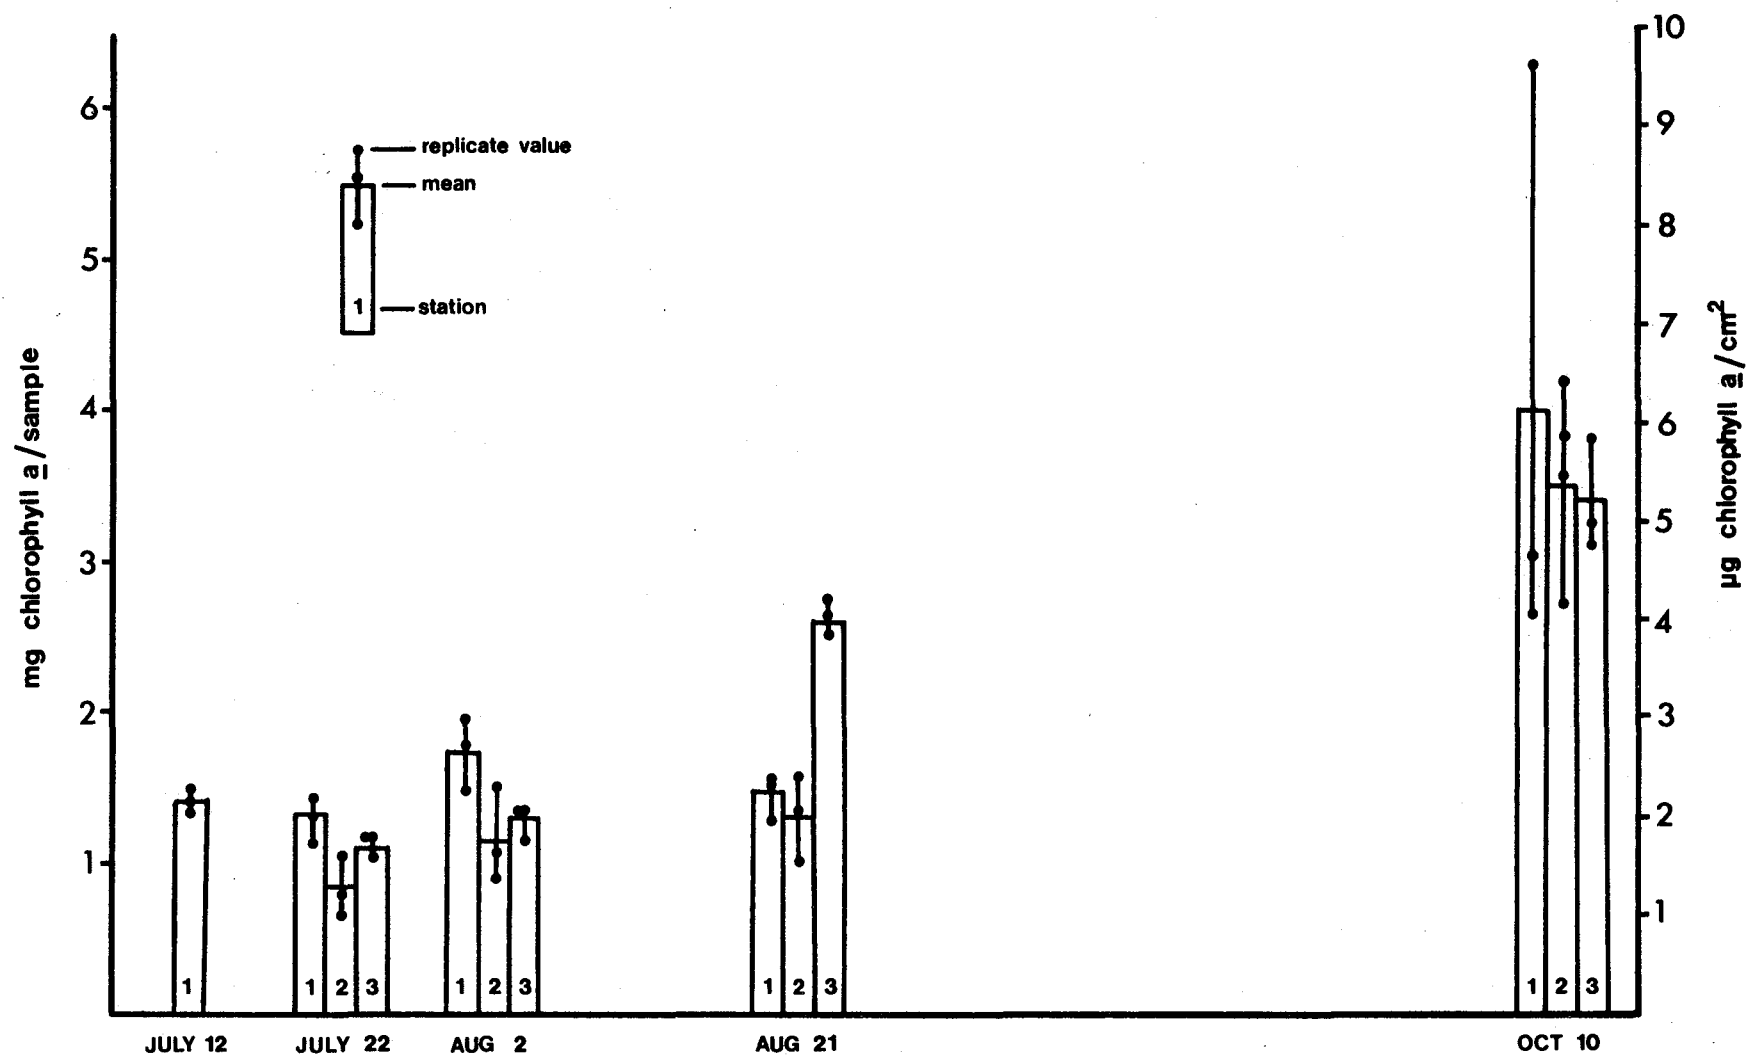 10
6
9
replicate value
mean
8
5
1
station
7
mg chlorophyll a/sample
µg chlorophyll a/cm²
4
6
5
3
4
2
3
2
1
1
1
1 2 3
1 2 3
1 2 3
1 2 3
JULY 12
JULY 22
AUG 2
AUG 21
OCT 10